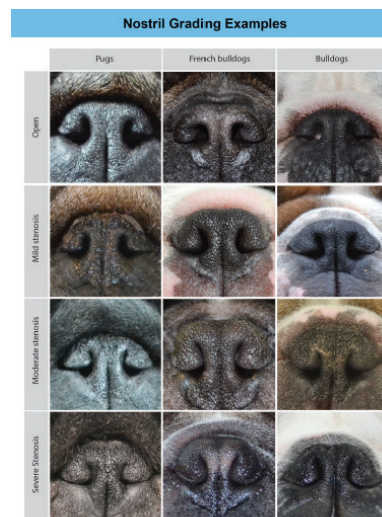 Nostril Grading Examples
Pugs
French bulldogs
Bulldogs
Open
Mild stenosis
Moderate stenosis
Severe Stenosis